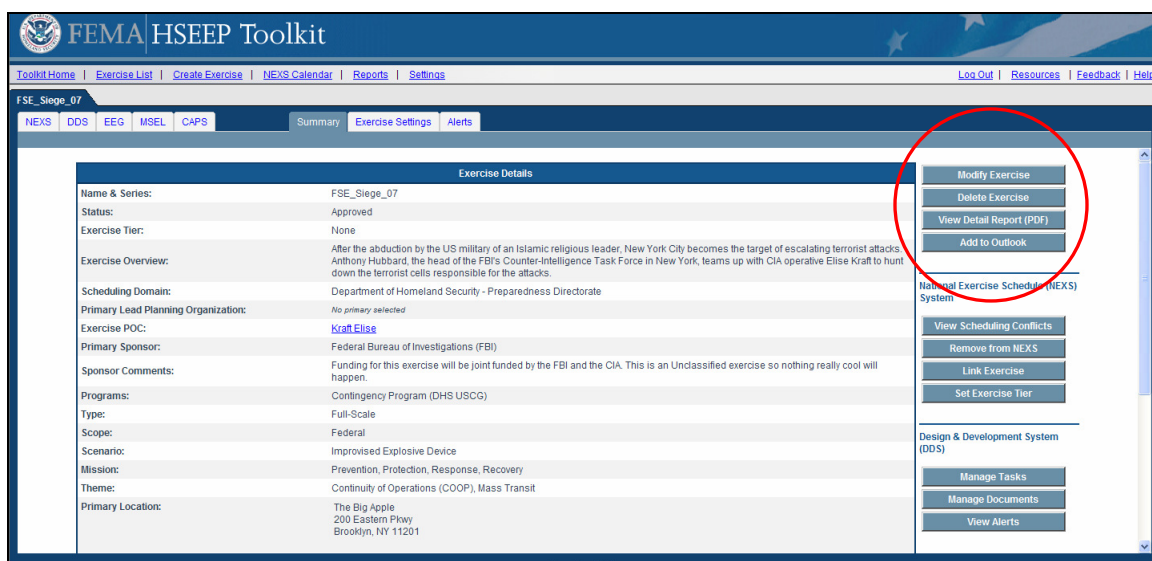 FEMA HSEEP Toolkit
Toolkit Home | Exercise List | Create Exercise | NEXS Calendar | Reports | Settings
Log Out | Resources | Feedback | Help
FSE_Siege_07
NEXS DDS EEG MSEL CAPS Summary Exercise Settings Alerts
Exercise Details
Name & Series: FSE_Siege_07
Status: Approved
Exercise Tier: None
Exercise Overview: After the abduction by the US military of an Islamic religious leader, New York City becomes the target of escalating terrorist attacks.
Anthony Hubbard, the head of the FBI's Counter-Intelligence Task Force in New York, teams up with CIA operative Elise Kraft to hunt
down the terrorist cells responsible for the attacks.
Scheduling Domain: Department of Homeland Security - Preparedness Directorate
Primary Lead Planning Organization: No primary selected
Exercise POC: Kraft Elise
Primary Sponsor: Federal Bureau of Investigations (FBI)
Sponsor Comments: Funding for this exercise will be joint funded by the FBI and the CIA. This is an Unclassified exercise so nothing really cool will
happen.
Programs: Contingency Program (DHS USCG)
Type: Full-Scale
Scope: Federal
Scenario: Improvised Explosive Device
Mission: Prevention, Protection, Response, Recovery
Theme: Continuity of Operations (COOP), Mass Transit
Primary Location: The Big Apple
200 Eastern Pkwy
Brooklyn, NY 11201
Modify Exercise
Delete Exercise
View Detail Report (PDF)
Add to Outlook
National Exercise Schedule (NEXS)
System
View Scheduling Conflicts
Remove from NEXS
Link Exercise
Set Exercise Tier
Design & Development System
(DDS)
Manage Tasks
Manage Documents
View Alerts